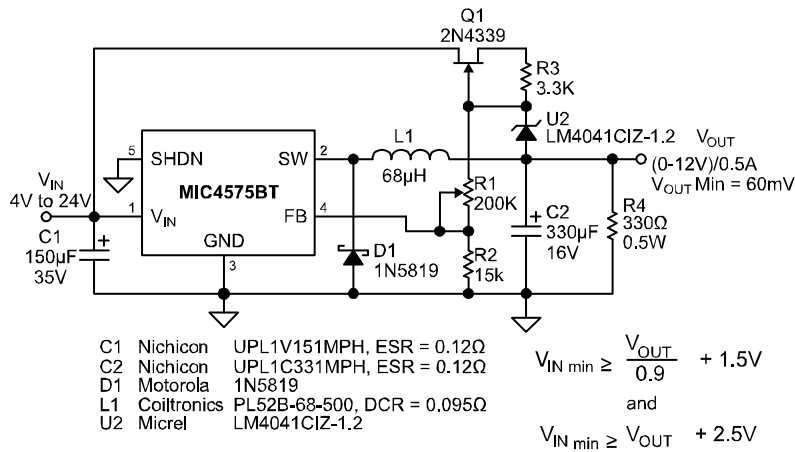 Q1
2N4339
R3
3.3K
U2
LM4041CIZ-1.2
L1
68µH
V_OUT
(0-12V)/0.5A
V_OUT Min = 60mV
5
SHDN
SW
2
MIC4575BT
V_IN
4V to 24V
1
V_IN
FB
4
GND
3
R1
200K
C1
150µF
35V
D1
1N5819
R2
15k
C2
330µF
16V
R4
330Ω
0.5W
+
+
C1 Nichicon UPL1V151MPH, ESR = 0.12Ω
C2 Nichicon UPL1C331MPH, ESR = 0.12Ω
D1 Motorola 1N5819
L1 Coiltronics PL52B-68-500, DCR = 0.095Ω
U2 Micrel LM4041CIZ-1.2
V_IN min ≥ V_OUT / 0.9 + 1.5V
and
V_IN min ≥ V_OUT + 2.5V